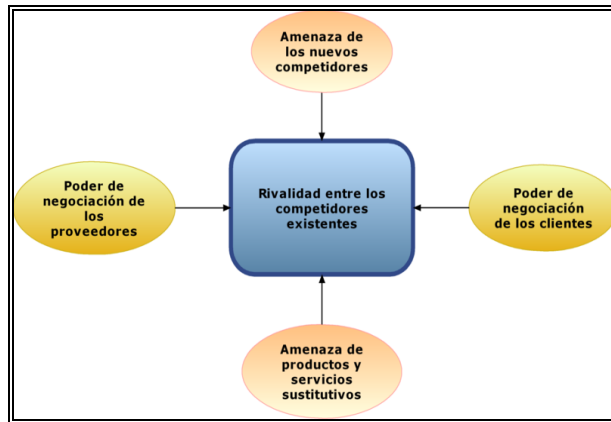 Amenaza de
los nuevos
competidores
Poder de
negociación de
los
proveedores
Rivalidad entre los
competidores
existentes
Poder de
negociación
de los clientes
Amenaza de
productos y
servicios
sustitutivos